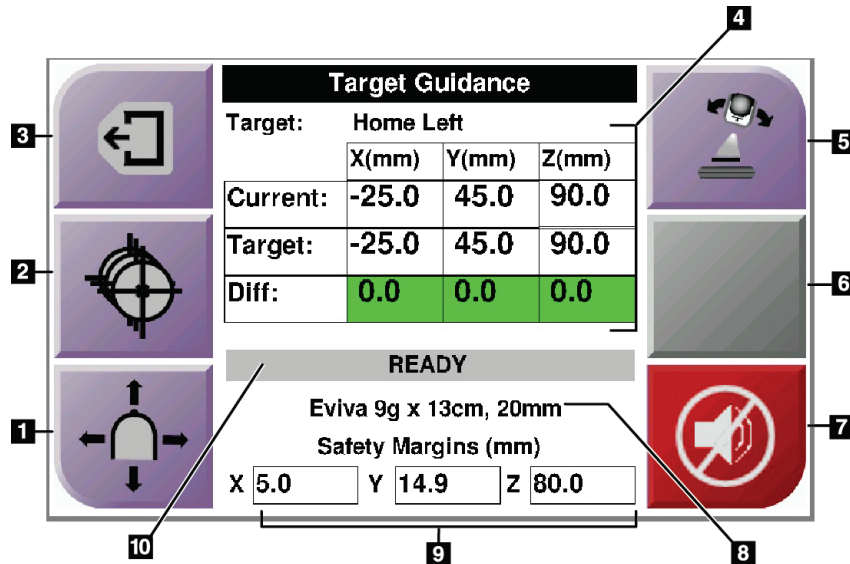 4
Target Guidance
3
Target: Home Left
5
X(mm) Y(mm) Z(mm)
Current: -25.0 45.0 90.0
Target: -25.0 45.0 90.0
2
6
Diff: 0.0 0.0 0.0
READY
Eviva 9g x 13cm, 20mm
1
7
Safety Margins (mm)
X 5.0 Y 14.9 Z 80.0
10
9
8